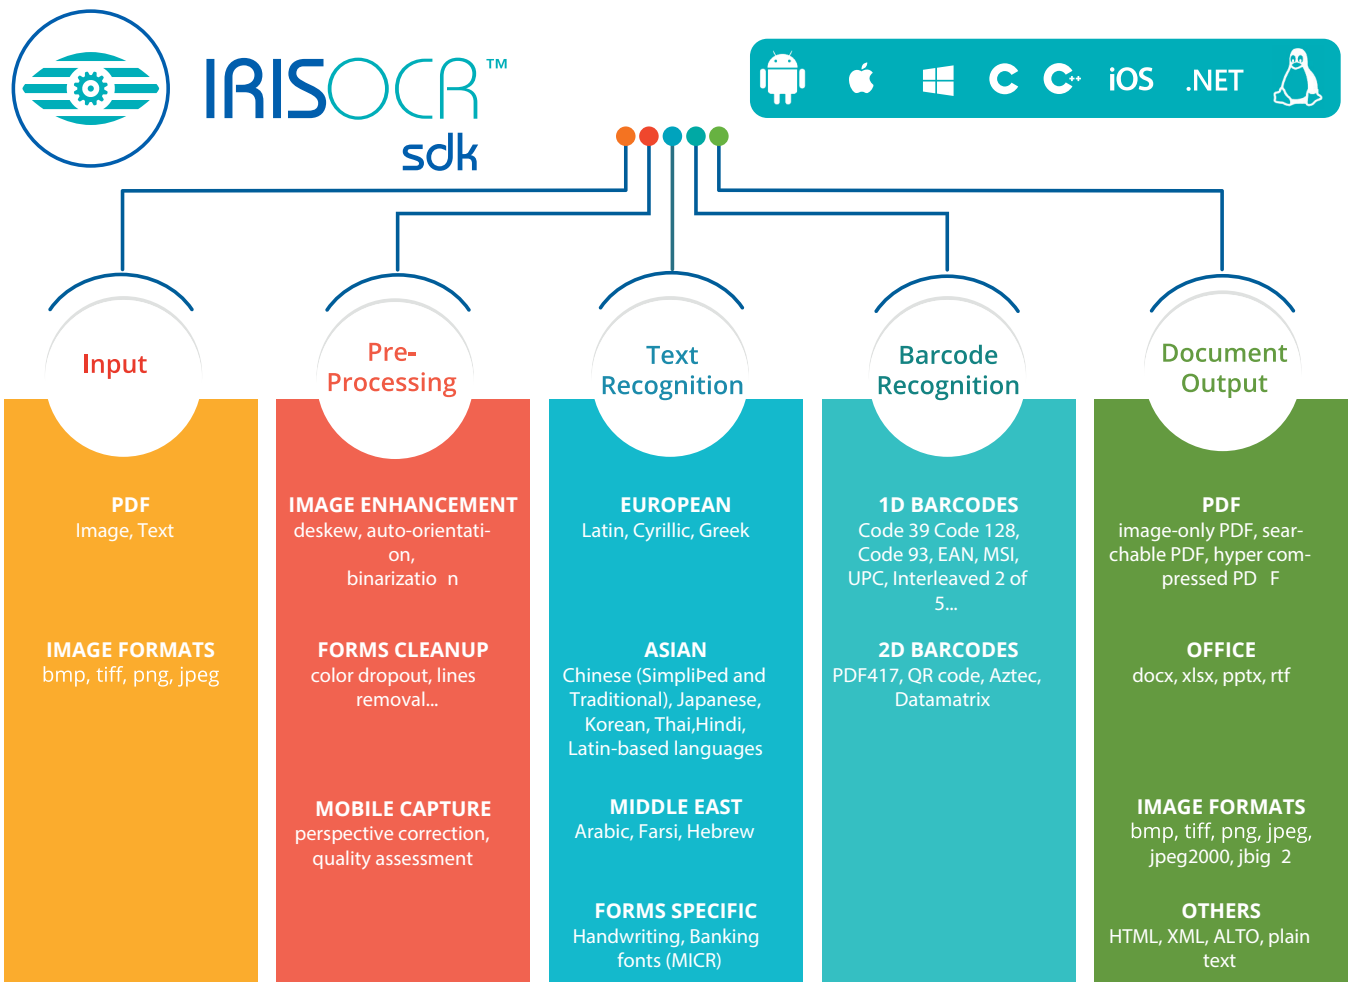 IRISOCR™
sdk
C C++ iOS .NET
Input
PDF
Image, Text
IMAGE FORMATS
bmp, tiff, png, jpeg
Pre-
Processing
IMAGE ENHANCEMENT
deskew, auto-orientati-
on,
binarizatio n
FORMS CLEANUP
color dropout, lines
removal...
MOBILE CAPTURE
perspective correction,
quality assessment
Text
Recognition
EUROPEAN
Latin, Cyrillic, Greek
ASIAN
Chinese (SimpliÞed and
Traditional), Japanese,
Korean, Thai,Hindi,
Latin-based languages
MIDDLE EAST
Arabic, Farsi, Hebrew
FORMS SPECIFIC
Handwriting, Banking
fonts (MICR)
Barcode
Recognition
1D BARCODES
Code 39 Code 128,
Code 93, EAN, MSI,
UPC, Interleaved 2 of
5...
2D BARCODES
PDF417, QR code, Aztec,
Datamatrix
Document
Output
PDF
image-only PDF, sear-
chable PDF, hyper com-
pressed PD F
OFFICE
docx, xlsx, pptx, rtf
IMAGE FORMATS
bmp, tiff, png, jpeg,
jpeg2000, jbig 2
OTHERS
HTML, XML, ALTO, plain
text